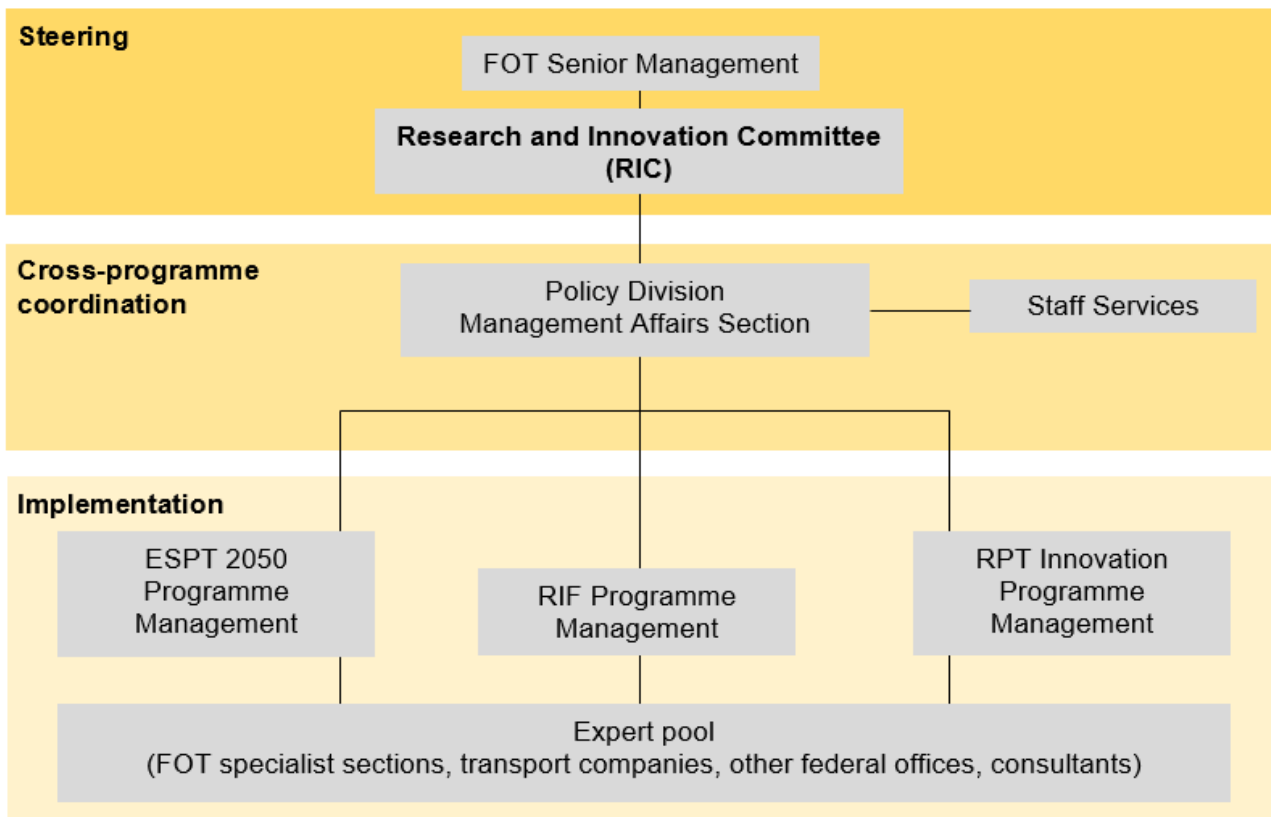 Steering
FOT Senior Management
Research and Innovation Committee
(RIC)
Cross-programme
coordination
Policy Division
Management Affairs Section
Staff Services
Implementation
ESPT 2050
Programme
Management
RIF Programme
Management
RPT Innovation
Programme
Management
Expert pool
(FOT specialist sections, transport companies, other federal offices, consultants)